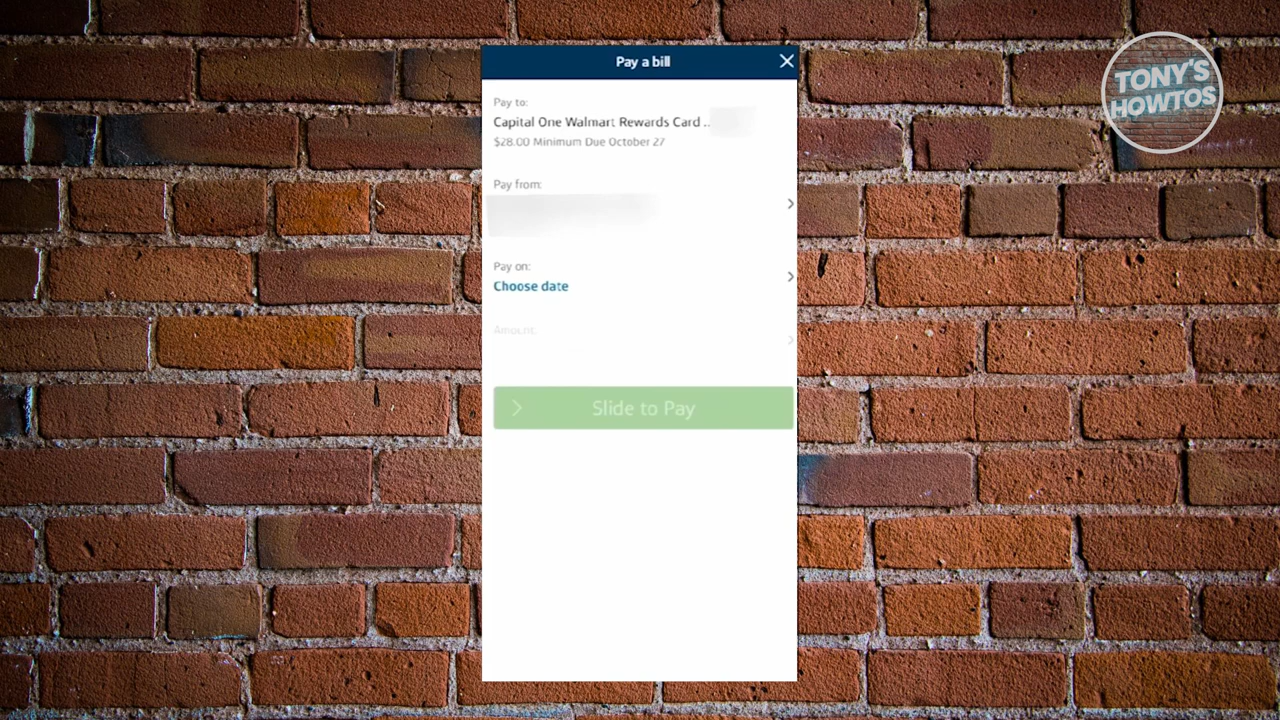 Pay a bill
TONY'S
HOWTOS
Pay to:
Capital One Walmart Rewards Card ..
$28.00 Minimum Due October 27
Pay from:
Pay on:
Choose date
Amount:
Slide to Pay